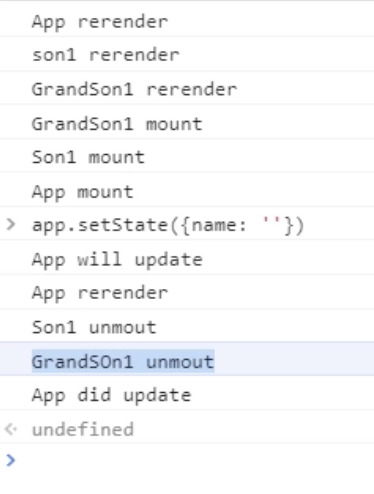 App rerender
son1 rerender
GrandSon1 rerender
GrandSon1 mount
Son1 mount
App mount
> app.setState({name: ''})
App will update
App rerender
Son1 unmout
GrandSOn1 unmout
App did update
undefined
>